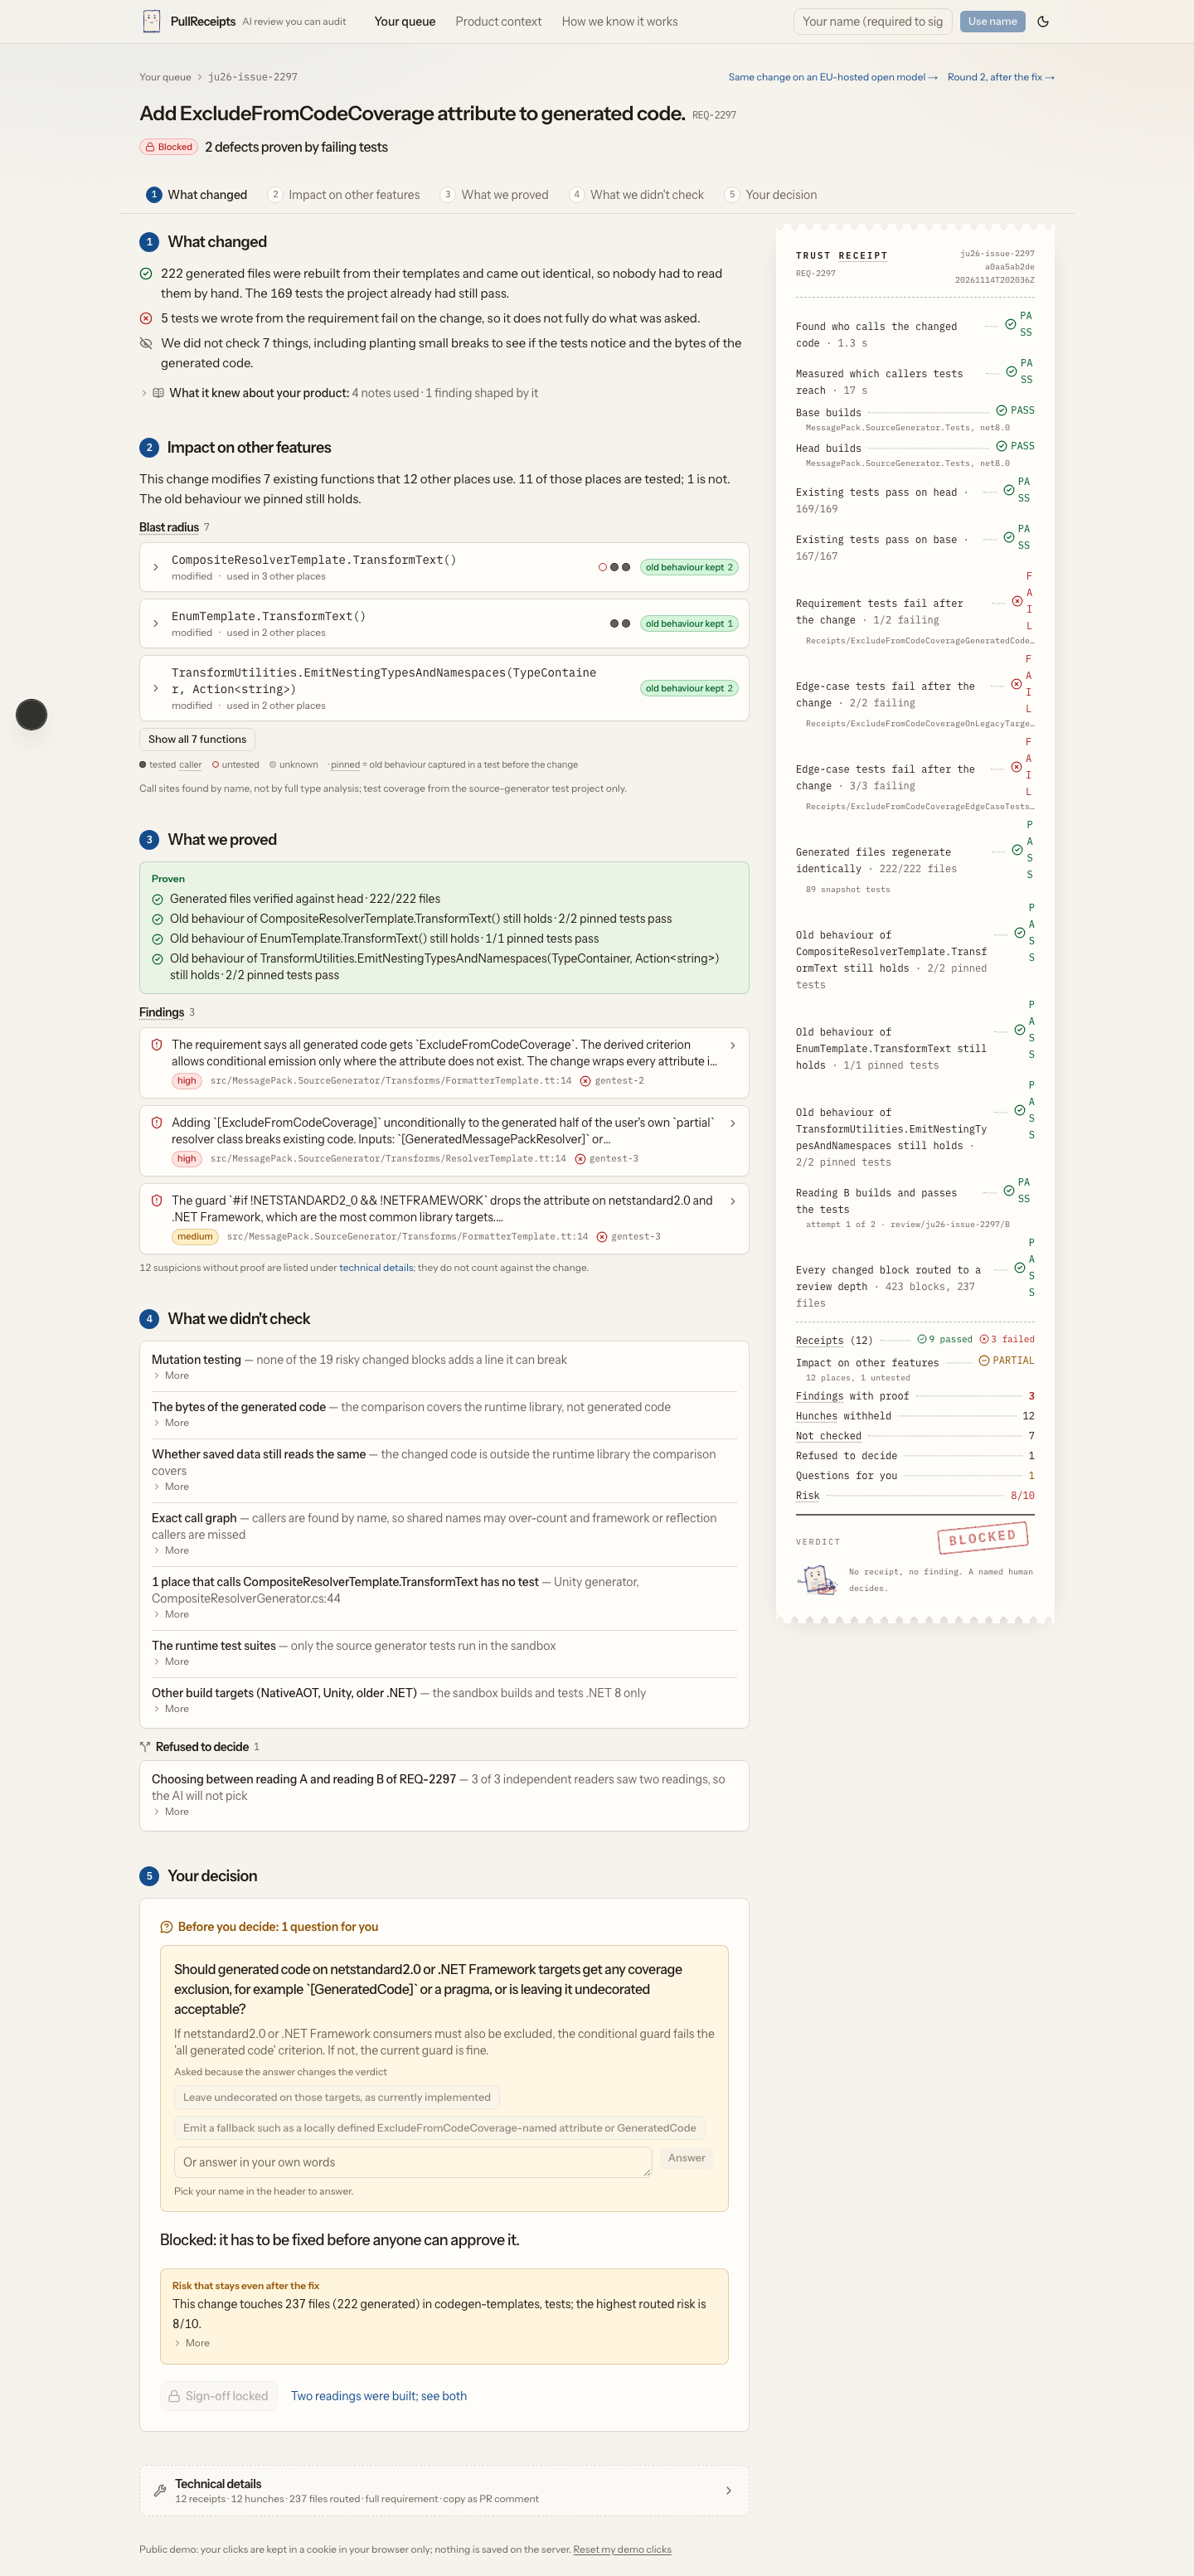 PullReceipts AI review you can audit Your queue Product context How we know it works Your name (required to sig Use name
Your queue › ju26-issue-2297 Same change on an EU-hosted open model → Round 2, after the fix →
Add ExcludeFromCodeCoverage attribute to generated code. REQ-2297
Blocked 2 defects proven by failing tests
1 What changed 2 Impact on other features 3 What we proved 4 What we didn't check 5 Your decision
1 What changed
222 generated files were rebuilt from their templates and came out identical, so nobody had to read
them by hand. The 169 tests the project already had still pass.
5 tests we wrote from the requirement fail on the change, so it does not fully do what was asked.
We did not check 7 things, including planting small breaks to see if the tests notice and the bytes of the
generated code.
What it knew about your product: 4 notes used · 1 finding shaped by it
2 Impact on other features
This change modifies 7 existing functions that 12 other places use. 11 of those places are tested; 1 is not.
The old behaviour we pinned still holds.
Blast radius 7
CompositeResolverTemplate.TransformText()
modified · used in 3 other places
old behaviour kept 2
EnumTemplate.TransformText()
modified · used in 2 other places
old behaviour kept 1
TransformUtilities.EmitNestingTypesAndNamespaces(TypeContaine
r, Action<string>)
modified · used in 2 other places
old behaviour kept 2
Show all 7 functions
tested caller untested unknown · pinned = old behaviour captured in a test before the change
Call sites found by name, not by full type analysis; test coverage from the source-generator test project only.
3 What we proved
Proven
Generated files verified against head · 222/222 files
Old behaviour of CompositeResolverTemplate.TransformText() still holds · 2/2 pinned tests pass
Old behaviour of EnumTemplate.TransformText() still holds · 1/1 pinned tests pass
Old behaviour of TransformUtilities.EmitNestingTypesAndNamespaces(TypeContainer, Action<string>)
still holds · 2/2 pinned tests pass
Findings 3
The requirement says all generated code gets `ExcludeFromCodeCoverage`. The derived criterion
allows conditional emission only where the attribute does not exist. The change wraps every attribute i…
high src/MessagePack.SourceGenerator/Transforms/FormatterTemplate.tt:14 gentest-2
Adding `[ExcludeFromCodeCoverage]` unconditionally to the generated half of the user's own `partial`
resolver class breaks existing code. Inputs: `[GeneratedMessagePackResolver]` or…
high src/MessagePack.SourceGenerator/Transforms/ResolverTemplate.tt:14 gentest-3
The guard `#if !NETSTANDARD2_0 && !NETFRAMEWORK` drops the attribute on netstandard2.0 and
.NET Framework, which are the most common library targets.…
medium src/MessagePack.SourceGenerator/Transforms/FormatterTemplate.tt:14 gentest-3
12 suspicions without proof are listed under technical details; they do not count against the change.
4 What we didn't check
Mutation testing — none of the 19 risky changed blocks adds a line it can break
More
The bytes of the generated code — the comparison covers the runtime library, not generated code
More
Whether saved data still reads the same — the changed code is outside the runtime library the comparison
covers
More
Exact call graph — callers are found by name, so shared names may over-count and framework or reflection
callers are missed
More
1 place that calls CompositeResolverTemplate.TransformText has no test — Unity generator,
CompositeResolverGenerator.cs:44
More
The runtime test suites — only the source generator tests run in the sandbox
More
Other build targets (NativeAOT, Unity, older .NET) — the sandbox builds and tests .NET 8 only
More
Refused to decide 1
Choosing between reading A and reading B of REQ-2297 — 3 of 3 independent readers saw two readings, so
the AI will not pick
More
5 Your decision
Before you decide: 1 question for you
Should generated code on netstandard2.0 or .NET Framework targets get any coverage
exclusion, for example `[GeneratedCode]` or a pragma, or is leaving it undecorated
acceptable?
If netstandard2.0 or .NET Framework consumers must also be excluded, the conditional guard fails the
'all generated code' criterion. If not, the current guard is fine.
Asked because the answer changes the verdict
Leave undecorated on those targets, as currently implemented
Emit a fallback such as a locally defined ExcludeFromCodeCoverage-named attribute or GeneratedCode
Or answer in your own words Answer
Pick your name in the header to answer.
Blocked: it has to be fixed before anyone can approve it.
Risk that stays even after the fix
This change touches 237 files (222 generated) in codegen-templates, tests; the highest routed risk is
8/10.
More
Sign-off locked Two readings were built; see both
Technical details
12 receipts · 12 hunches · 237 files routed · full requirement · copy as PR comment
Public demo: your clicks are kept in a cookie in your browser only; nothing is saved on the server. Reset my demo clicks
TRUST RECEIPT
REQ-2297
ju26-issue-2297
a0aa5ab2de
20261114T202036Z
Found who calls the changed
code · 1.3 s
PA
SS
Measured which callers tests
reach · 17 s
PA
SS
Base builds PASS
MessagePack.SourceGenerator.Tests, net8.0
Head builds PASS
MessagePack.SourceGenerator.Tests, net8.0
Existing tests pass on head ·
169/169
PA
SS
Existing tests pass on base ·
167/167
PA
SS
Requirement tests fail after
the change · 1/2 failing
F
A
I
L
Receipts/ExcludeFromCodeCoverageGeneratedCode…
Edge-case tests fail after the
change · 2/2 failing
F
A
I
L
Receipts/ExcludeFromCodeCoverageOnLegacyTarge…
Edge-case tests fail after the
change · 3/3 failing
F
A
I
L
Receipts/ExcludeFromCodeCoverageEdgeCaseTests…
Generated files regenerate
identically · 222/222 files
P
A
S
S
89 snapshot tests
Old behaviour of
CompositeResolverTemplate.Transf
ormText still holds · 2/2 pinned
tests
P
A
S
S
Old behaviour of
EnumTemplate.TransformText still
holds · 1/1 pinned tests
P
A
S
S
Old behaviour of
TransformUtilities.EmitNestingTy
pesAndNamespaces still holds ·
2/2 pinned tests
P
A
S
S
Reading B builds and passes
the tests
PA
SS
attempt 1 of 2 · review/ju26-issue-2297/B
Every changed block routed to a
review depth · 423 blocks, 237
files
P
A
S
S
Receipts (12) 9 passed 3 failed
Impact on other features PARTIAL
12 places, 1 untested
Findings with proof 3
Hunches withheld 12
Not checked 7
Refused to decide 1
Questions for you 1
Risk 8/10
VERDICT BLOCKED
No receipt, no finding. A named human
decides.